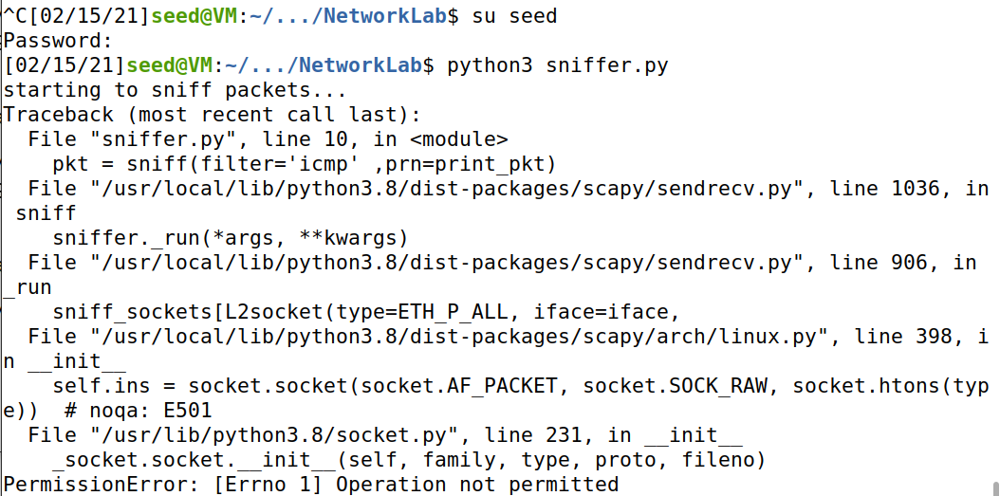 ^C[02/15/21]seed@VM:~/.../NetworkLab$ su seed
Password:
[02/15/21]seed@VM:~/.../NetworkLab$ python3 sniffer.py
starting to sniff packets...
Traceback (most recent call last):
  File "sniffer.py", line 10, in <module>
    pkt = sniff(filter='icmp' ,prn=print_pkt)
  File "/usr/local/lib/python3.8/dist-packages/scapy/sendrecv.py", line 1036, in
 sniff
    sniffer._run(*args, **kwargs)
  File "/usr/local/lib/python3.8/dist-packages/scapy/sendrecv.py", line 906, in
_run
    sniff_sockets[L2socket(type=ETH_P_ALL, iface=iface,
  File "/usr/local/lib/python3.8/dist-packages/scapy/arch/linux.py", line 398, i
n __init__
    self.ins = socket.socket(socket.AF_PACKET, socket.SOCK_RAW, socket.htons(typ
e))  # noqa: E501
  File "/usr/lib/python3.8/socket.py", line 231, in __init__
    _socket.socket.__init__(self, family, type, proto, fileno)
PermissionError: [Errno 1] Operation not permitted